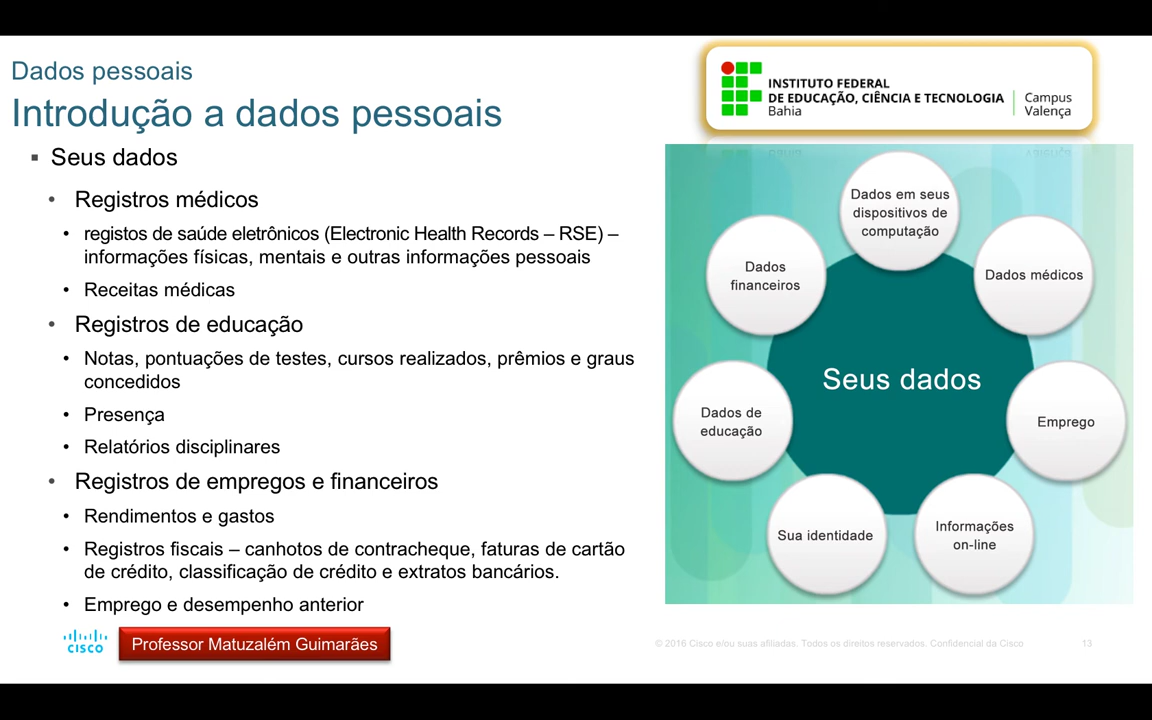 Dados pessoais
Introdução a dados pessoais
INSTITUTO FEDERAL
DE EDUCAÇÃO, CIÊNCIA E TECNOLOGIA
Bahia
Campus
Valença
▪ Seus dados
• Registros médicos
• registos de saúde eletrônicos (Electronic Health Records – RSE) –
informações físicas, mentais e outras informações pessoais
• Receitas médicas
• Registros de educação
• Notas, pontuações de testes, cursos realizados, prêmios e graus
concedidos
• Presença
• Relatórios disciplinares
• Registros de empregos e financeiros
• Rendimentos e gastos
• Registros fiscais – canhotos de contracheque, faturas de cartão
de crédito, classificação de crédito e extratos bancários.
• Emprego e desempenho anterior
Dados em seus
dispositivos de
computação
Dados
financeiros
Dados médicos
Seus dados
Dados de
educação
Emprego
Sua identidade
Informações
on-line
CISCO
Professor Matuzalém Guimarães
© 2016 Cisco e/ou suas afiliadas. Todos os direitos reservados. Confidencial da Cisco
13